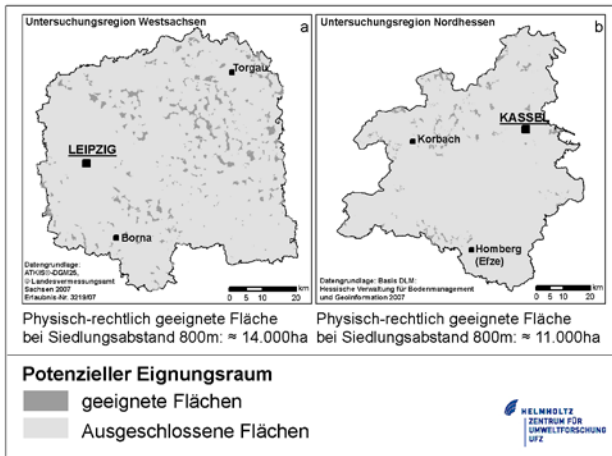 Untersuchungsregion Westsachsen
a
Torgau
LEIPZIG
Borna
Datengrundlage:
ATKIS®-DGM25,
© Landesvermessungsamt
Sachsen 2007
Erlaubnis-Nr. 3219/07
km
0 5 10 20
Physisch-rechtlich geeignete Fläche
bei Siedlungsabstand 800m: ≈ 14.000ha
Untersuchungsregion Nordhessen
b
KASSEL
Korbach
Homberg
(Efze)
Datengrundlage: Basis DLM:
Hessische Verwaltung für Bodenmanagement
und Geoinformation 2007
km
0 5 10 20
Physisch-rechtlich geeignete Fläche
bei Siedlungsabstand 800m: ≈ 11.000ha
Potenzieller Eignungsraum
geeignete Flächen
Ausgeschlossene Flächen
HELMHOLTZ
ZENTRUM FÜR
UMWELTFORSCHUNG
UFZ